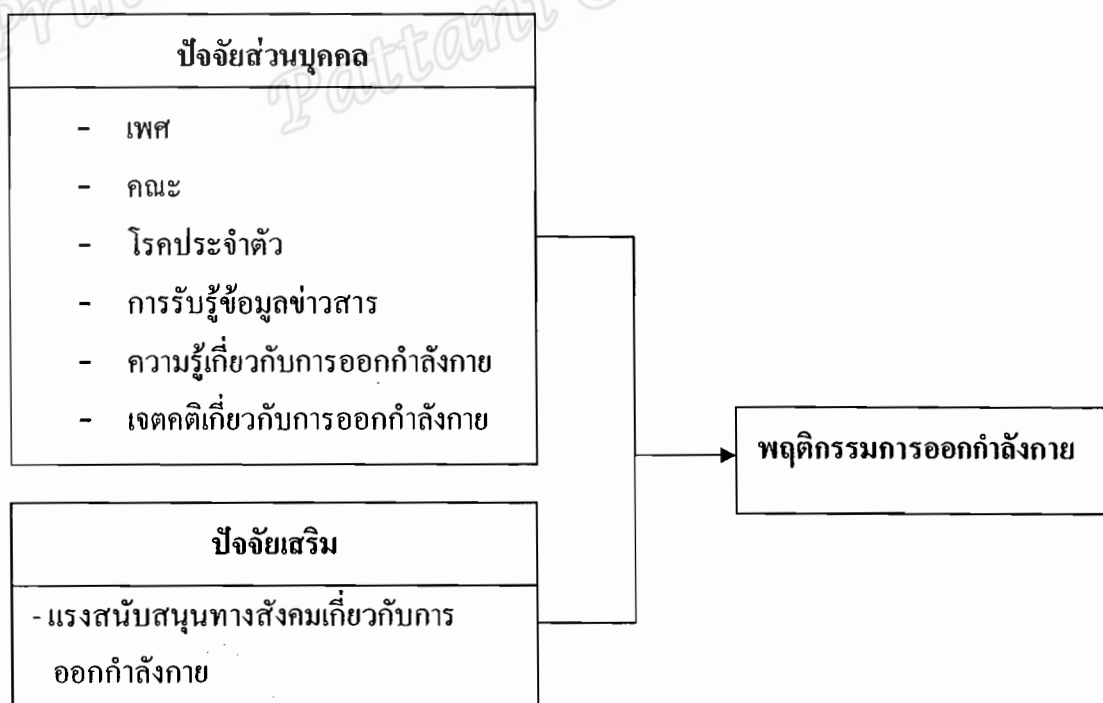 ปัจจัยส่วนบุคคล
- เพศ
- คณะ
- โรคประจำตัว
- การรับรู้ข้อมูลข่าวสาร
- ความรู้เกี่ยวกับการออกกำลังกาย
- เจตคติเกี่ยวกับการออกกำลังกาย
พฤติกรรมการออกกำลังกาย
ปัจจัยเสริม
- แรงสนับสนุนทางสังคมเกี่ยวกับการ
ออกกำลังกาย
Pattani